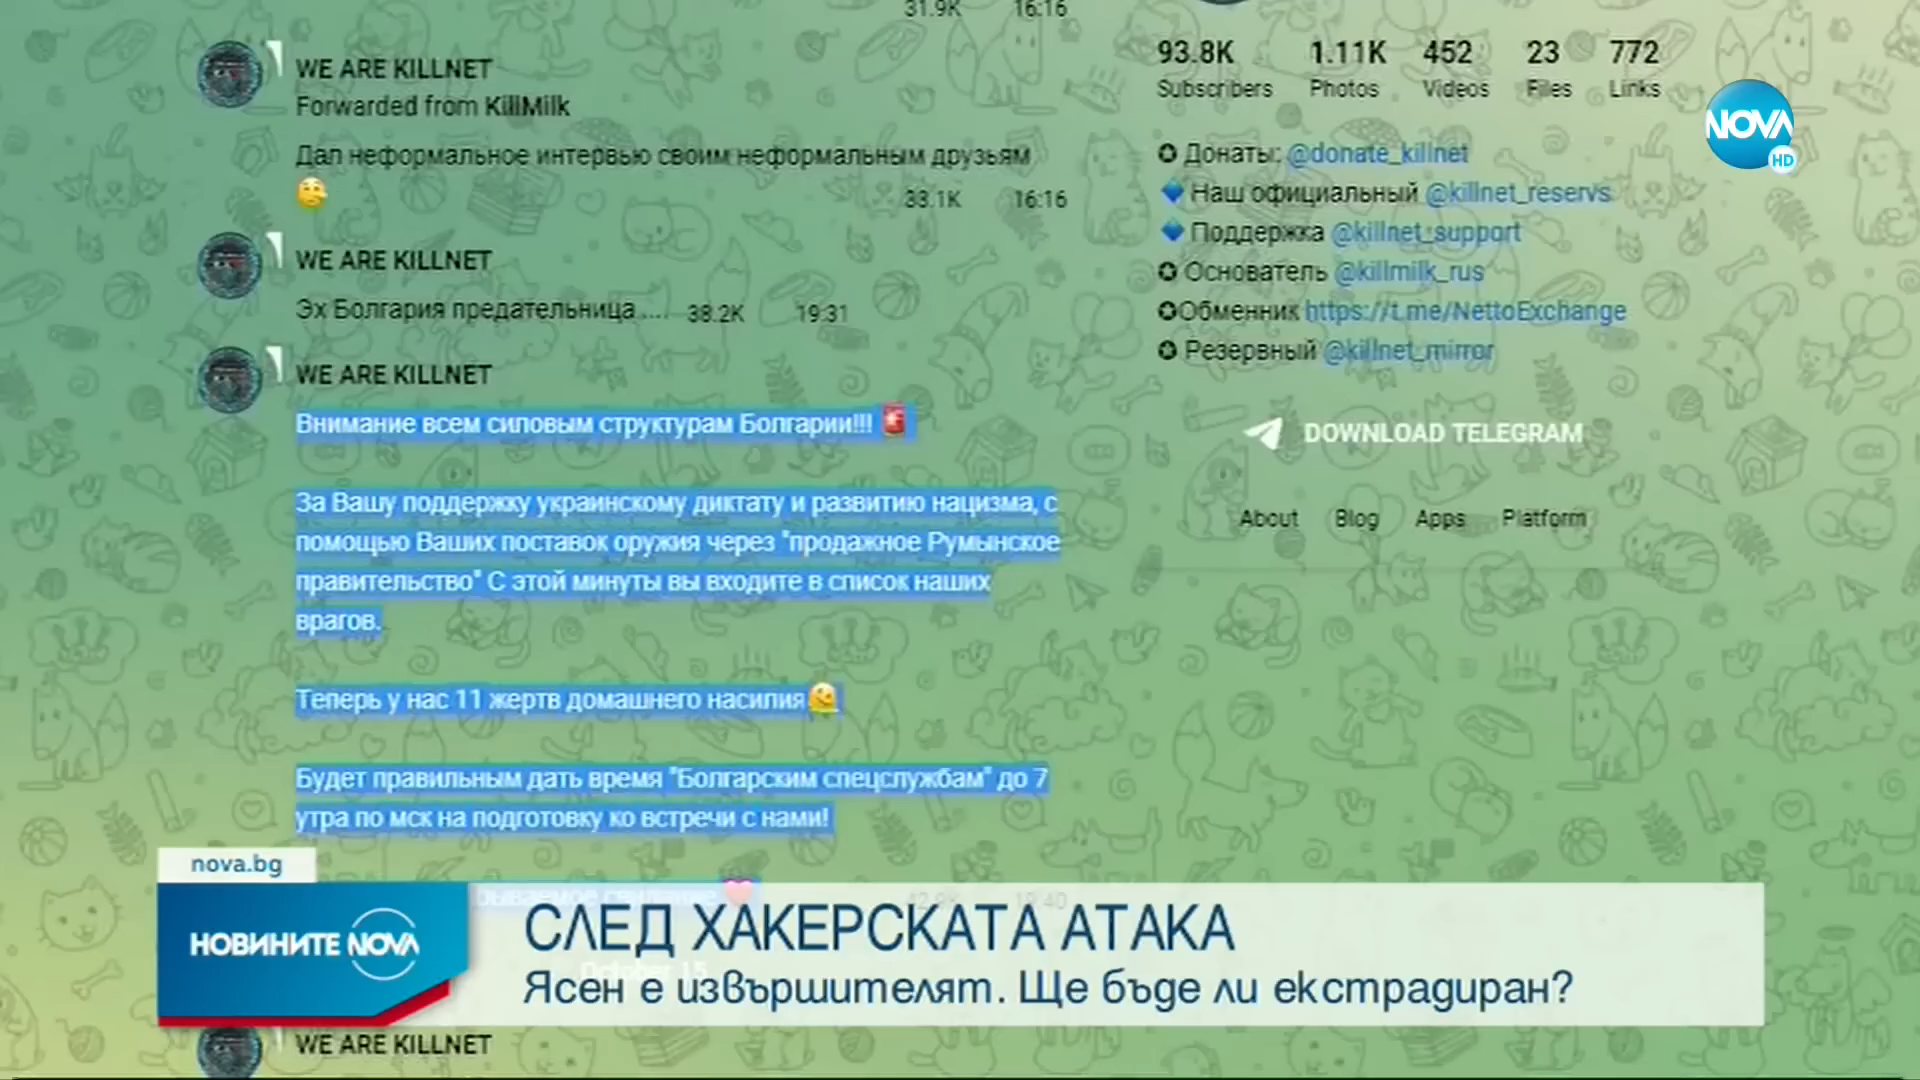 31.9K 16:16
WE ARE KILLNET
Forwarded from KillMilk
Дал неформальное интервью своим неформальным друзьям
33.1K 16:16
WE ARE KILLNET
Эх Болгария предательница.... 38.2K 19:31
WE ARE KILLNET
Внимание всем силовым структурам Болгарии!!!
За Вашу поддержку украинскому диктату и развитию нацизма, с
помощью Ваших поставок оружия через "продажное Румынское
правительство" С этой минуты вы входите в список наших
врагов.
Теперь у нас 11 жертв домашнего насилия
Будет правильным дать время "Болгарским спецслужбам" до 7
утра по мск на подготовку ко встречи с нами!
42.9K 19:40
October 15
WE ARE KILLNET
93.8K 1.11K 452 23 772
Subscribers Photos Videos Files Links
Донаты: @donate_killnet
Наш официальный @killnet_reservs
Поддержка @killnet_support
Основатель @killmilk_rus
Обменник https://t.me/NettoExchange
Резервный @killnet_mirror
DOWNLOAD TELEGRAM
About Blog Apps Platform
NOVA
HD
nova.bg
НОВИНИТЕ NOVA
СЛЕД ХАКЕРСКАТА АТАКА
Ясен е извършителят. Ще бъде ли екстрадиран?